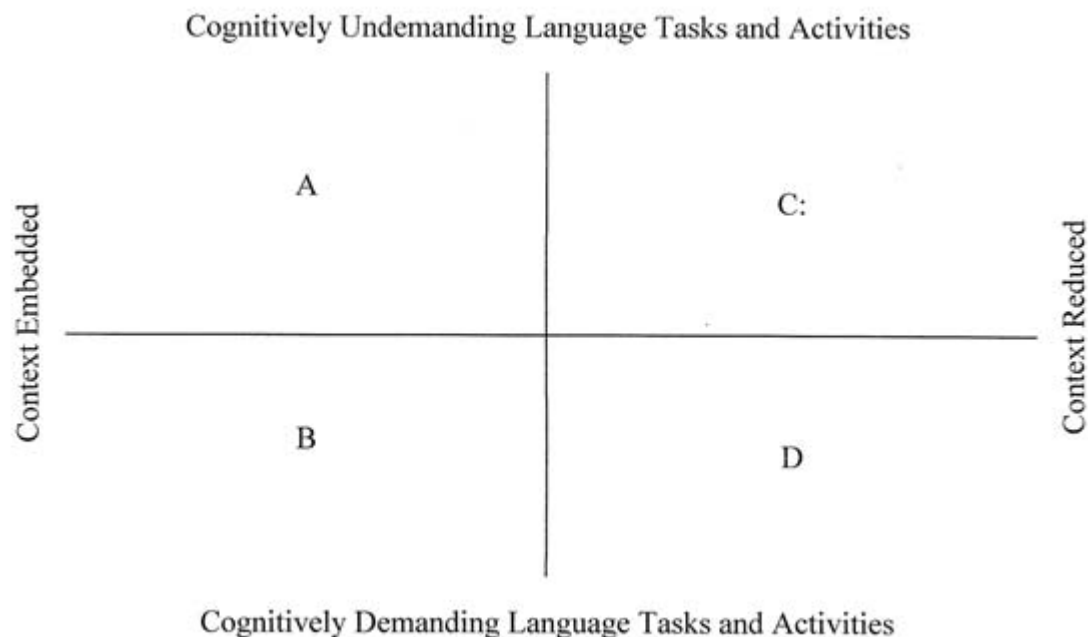 Cognitively Undemanding Language Tasks and Activities
A
C:
Context Embedded
Context Reduced
B
D
Cognitively Demanding Language Tasks and Activities